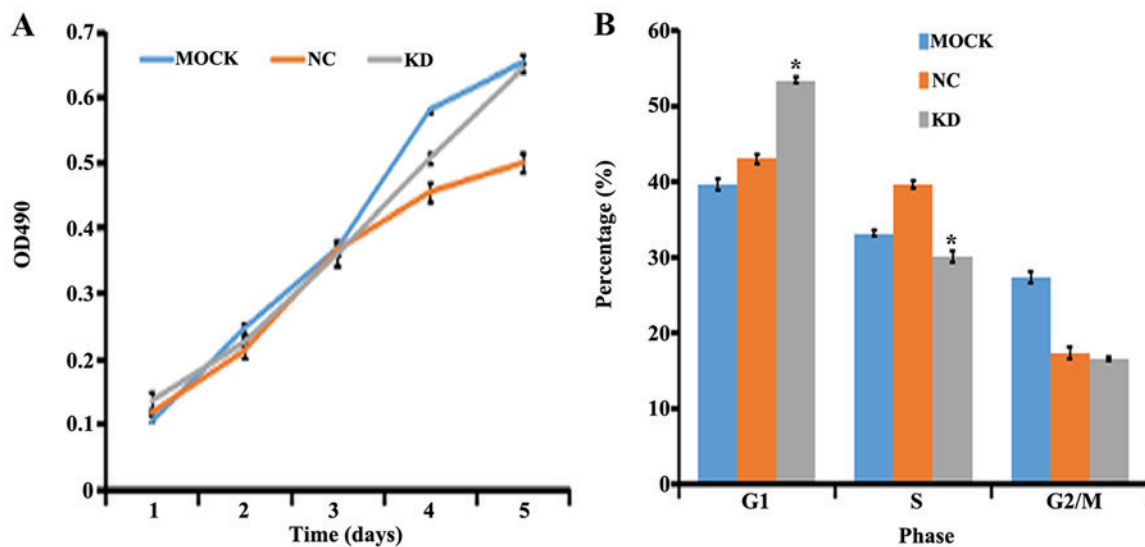 A
MOCK NC KD
0.7
0.6
0.5
0.4
0.3
0.2
0.1
0
OD490
1 2 3 4 5
Time (days)
B
MOCK
NC
KD
60
50
40
30
20
10
0
Percentage (%)
*
*
G1 S G2/M
Phase